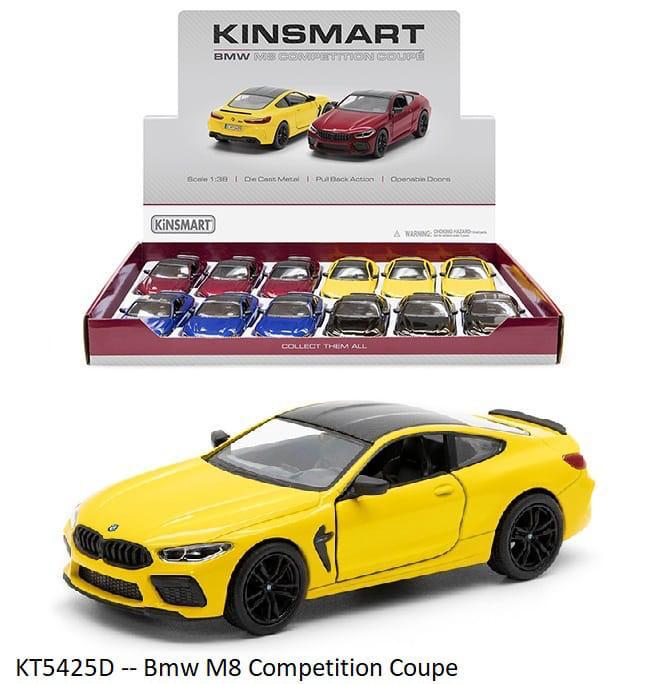 KINSMART
BMW M8 COMPETITION COUPÉ
Scale 1:38 | Die Cast Metal | Pull Back Action | Openable Doors
KiNSMART
WARNING: CHOKING HAZARD
COLLECT THEM ALL
KT5425D -- Bmw M8 Competition Coupe